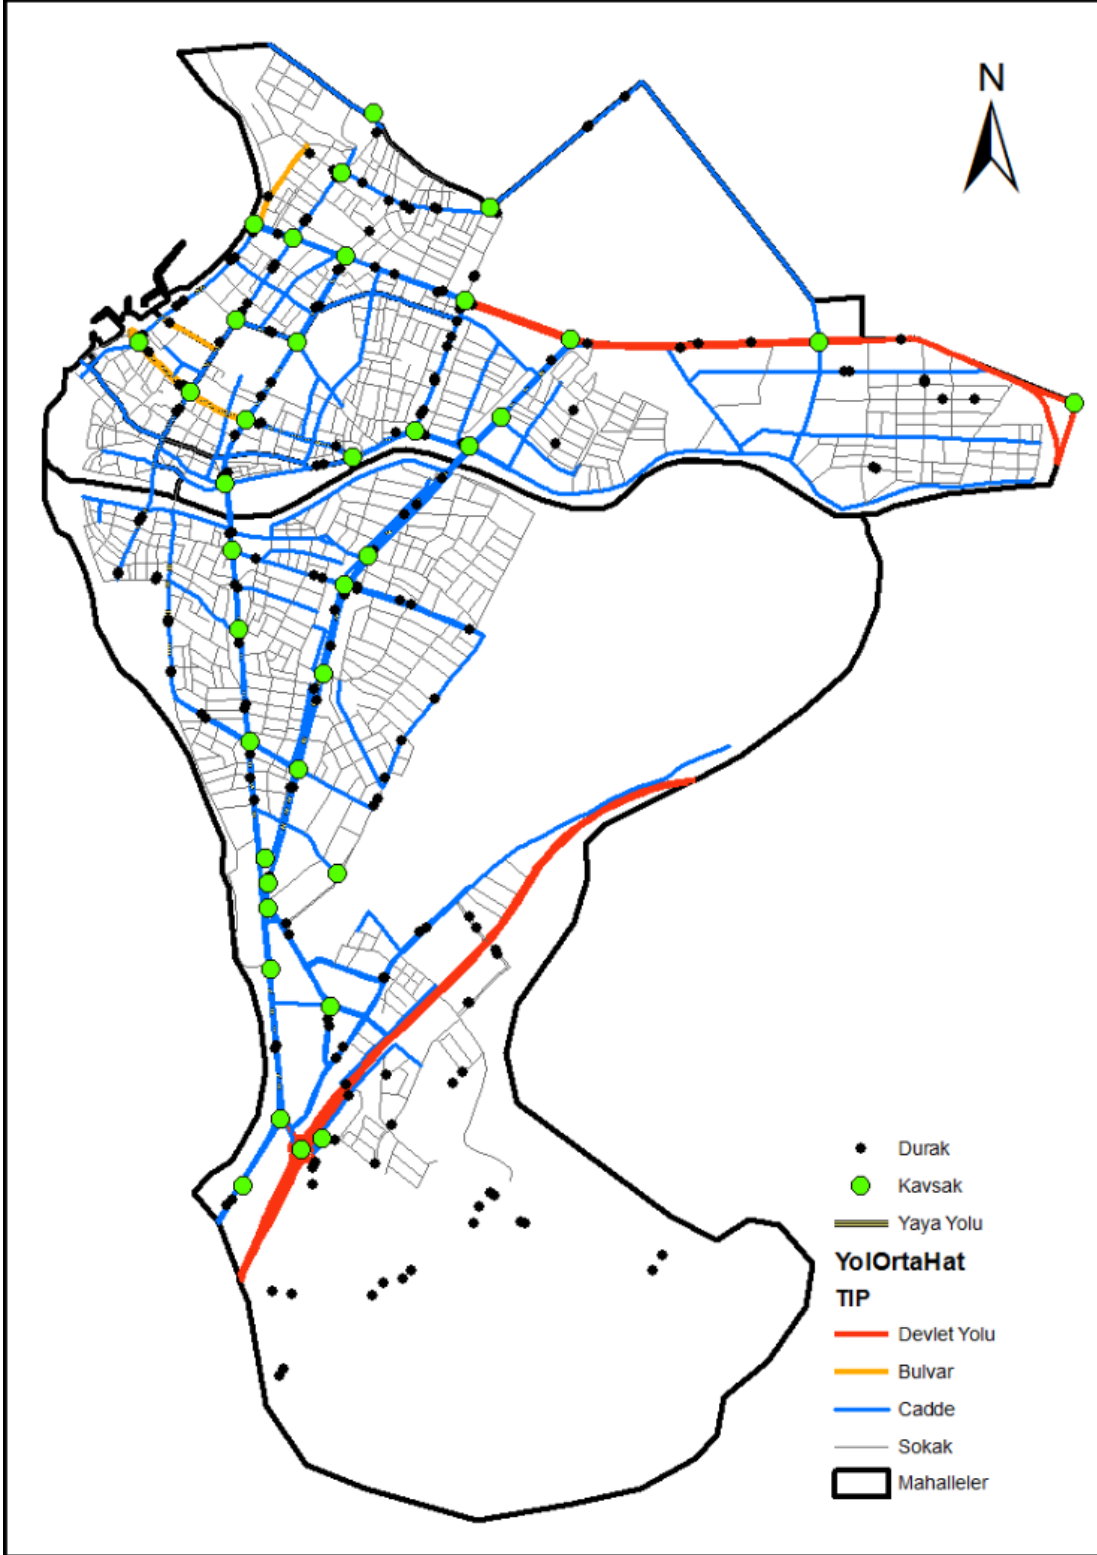 N
Durak
Kavsak
Yaya Yolu
YolOrtaHat
TIP
Devlet Yolu
Bulvar
Cadde
Sokak
Mahalleler